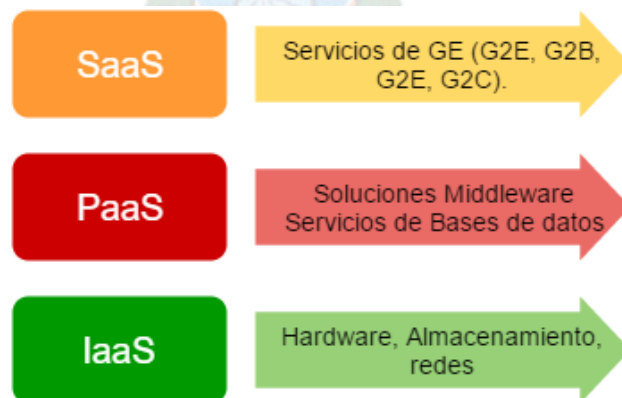 SaaS
Servicios de GE (G2E, G2B,
G2E, G2C).
PaaS
Soluciones Middleware
Servicios de Bases de datos
IaaS
Hardware, Almacenamiento,
redes